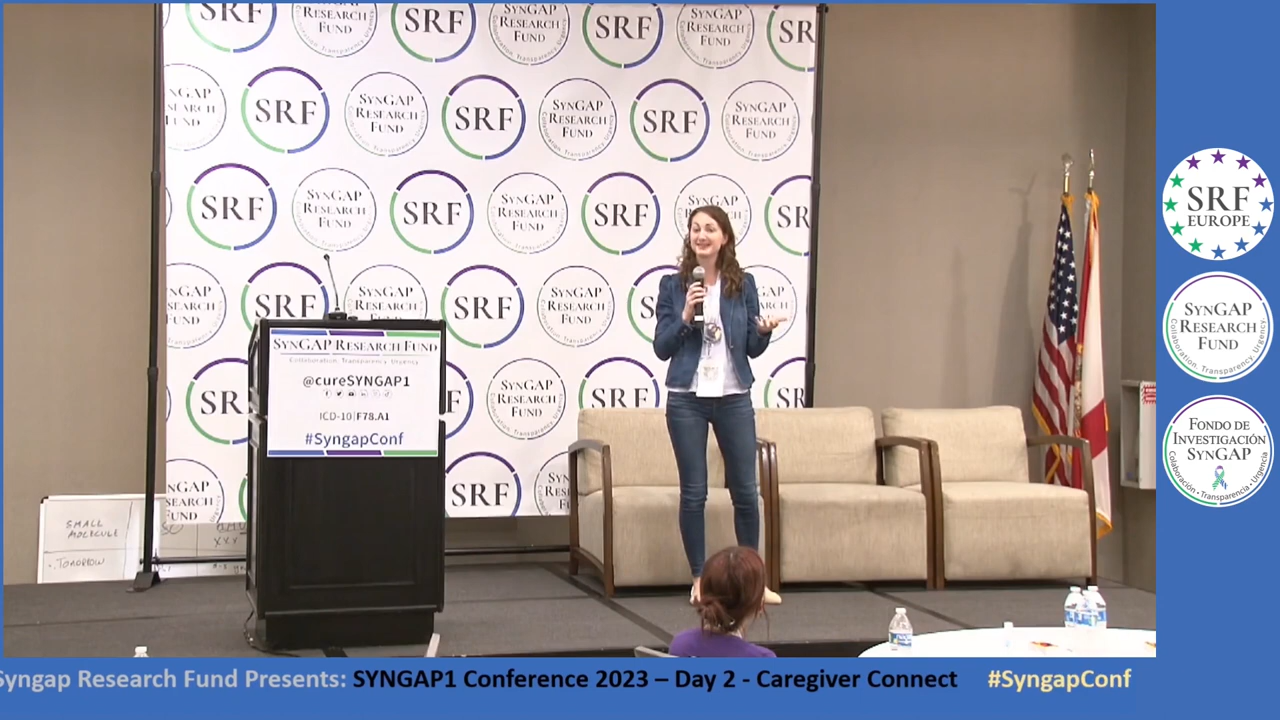 SRF
SYNGAP
RESEARCH
FUND
Collaboration, Transparency, Urgency
SYNGAP RESEARCH FUND
Collaboration, Transparency, Urgency
@cureSYNGAP1
ICD-10|F78.A1
#SyngapConf
SMALL
MOLECULE
XXX
. TOMORROW
SRF
EUROPE
SYNGAP
RESEARCH
FUND
Collaboration, Transparency, Urgency
FONDO DE
INVESTIGACIÓN
SYNGAP
Colaboración • Transparencia • Urgencia
Syngap Research Fund Presents: SYNGAP1 Conference 2023 – Day 2 - Caregiver Connect #SyngapConf